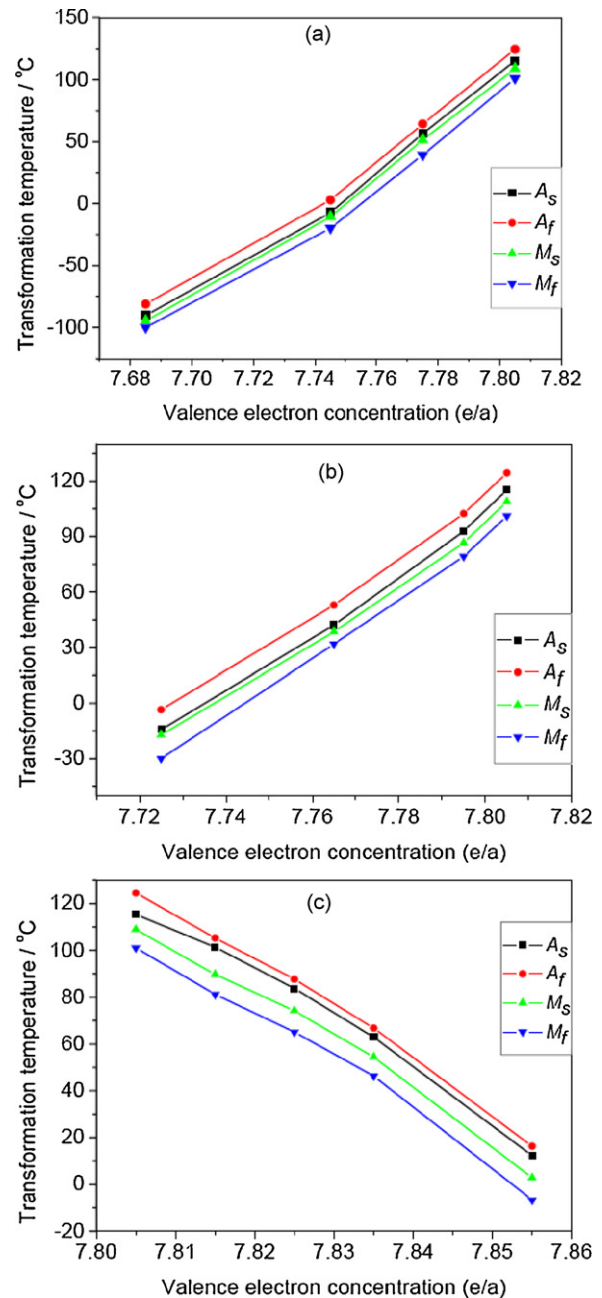 (a)
150
100
50
0
-50
-100
Transformation temperature / °C
As
Af
Ms
Mf
7.68 7.70 7.72 7.74 7.76 7.78 7.80 7.82
Valence electron concentration (e/a)
(b)
120
90
60
30
0
-30
Transformation temperature / °C
As
Af
Ms
Mf
7.72 7.74 7.76 7.78 7.80 7.82
Valence electron concentration (e/a)
(c)
120
100
80
60
40
20
0
-20
Transformation temperature / °C
As
Af
Ms
Mf
7.80 7.81 7.82 7.83 7.84 7.85 7.86
Valence electron concentration (e/a)